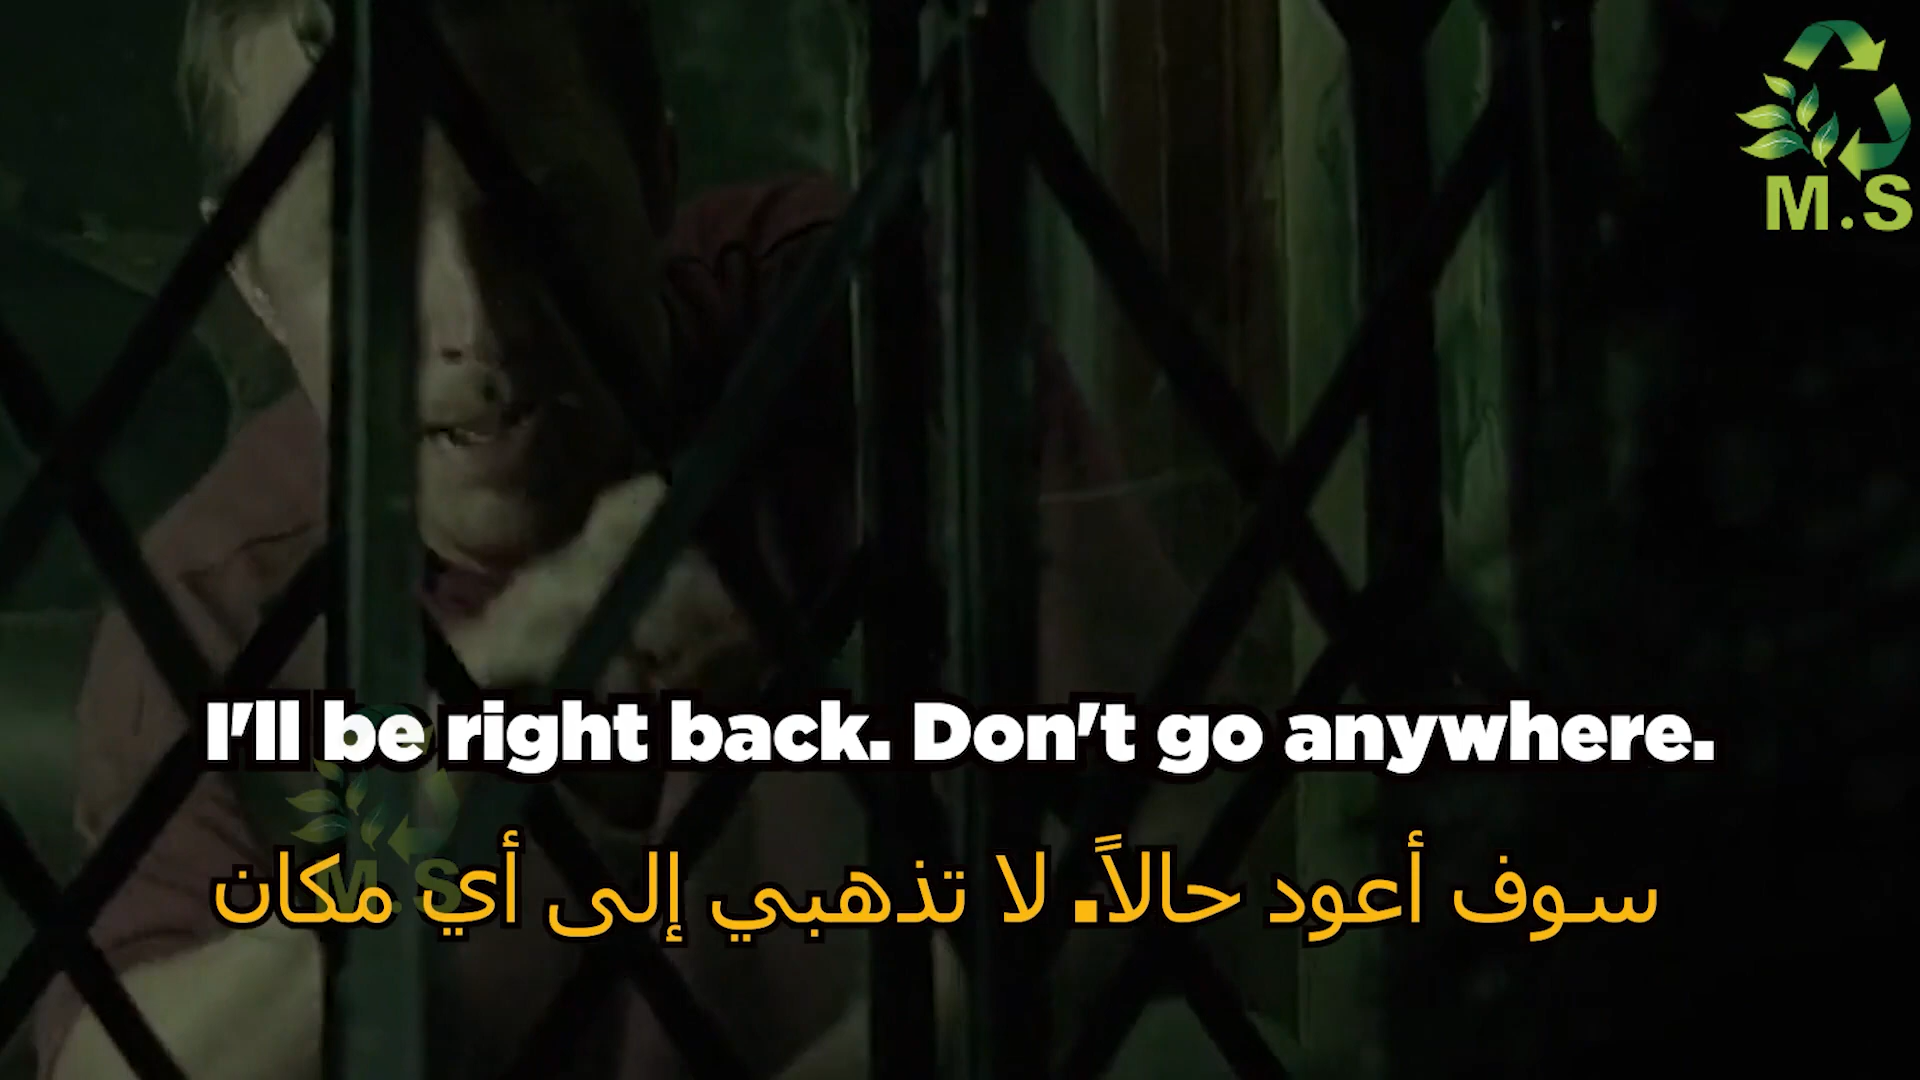 M.S
I'll be right back. Don't go anywhere.
سوف أعود حالاً. لا تذهبي إلى أي مكان
M.S